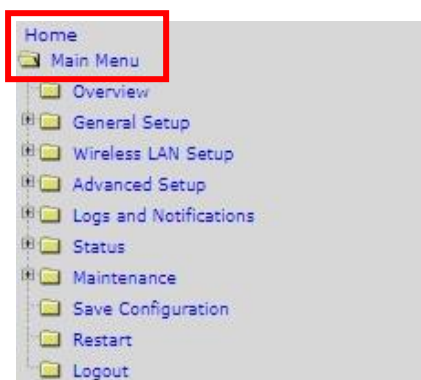 Home
Main Menu
Overview
General Setup
Wireless LAN Setup
Advanced Setup
Logs and Notifications
Status
Maintenance
Save Configuration
Restart
Logout